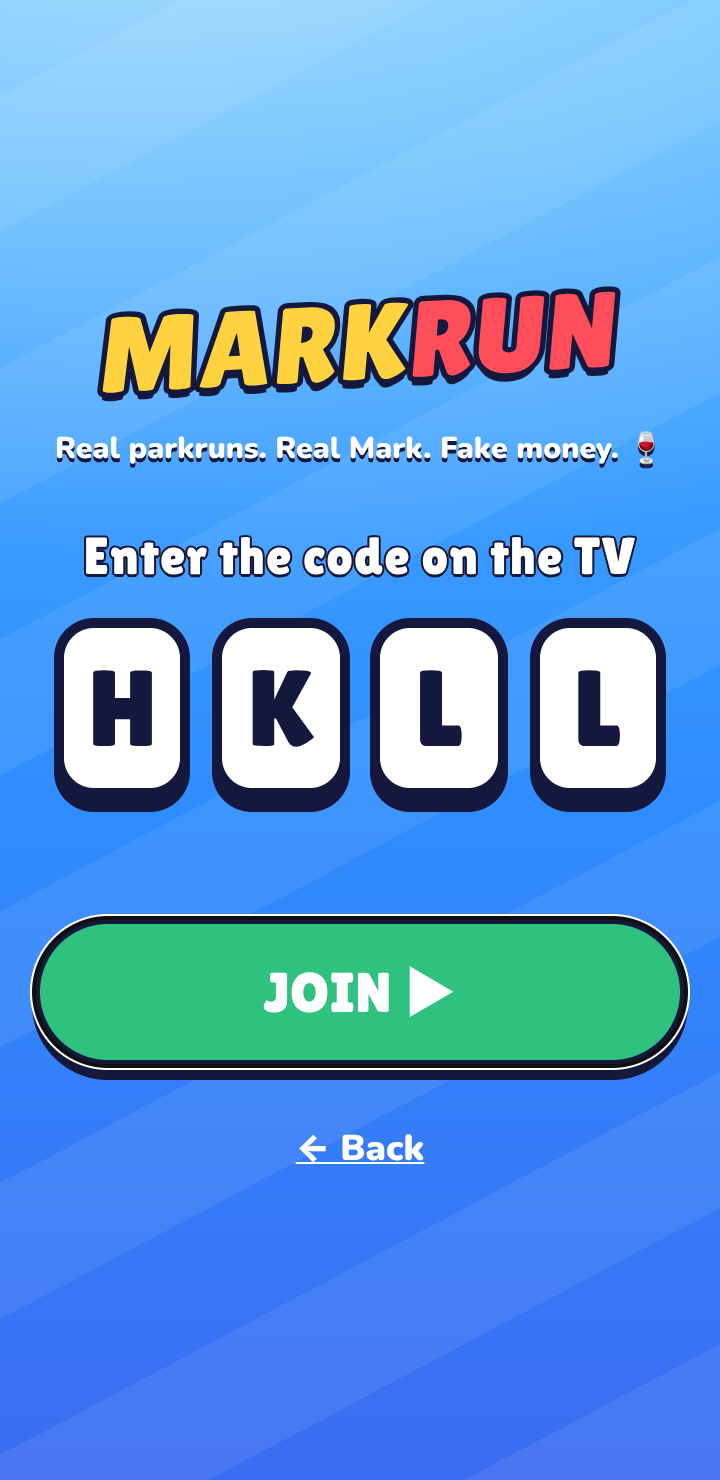 MARKRUN
Real parkruns. Real Mark. Fake money. 🍷
Enter the code on the TV
H K L L
JOIN ▶
← Back